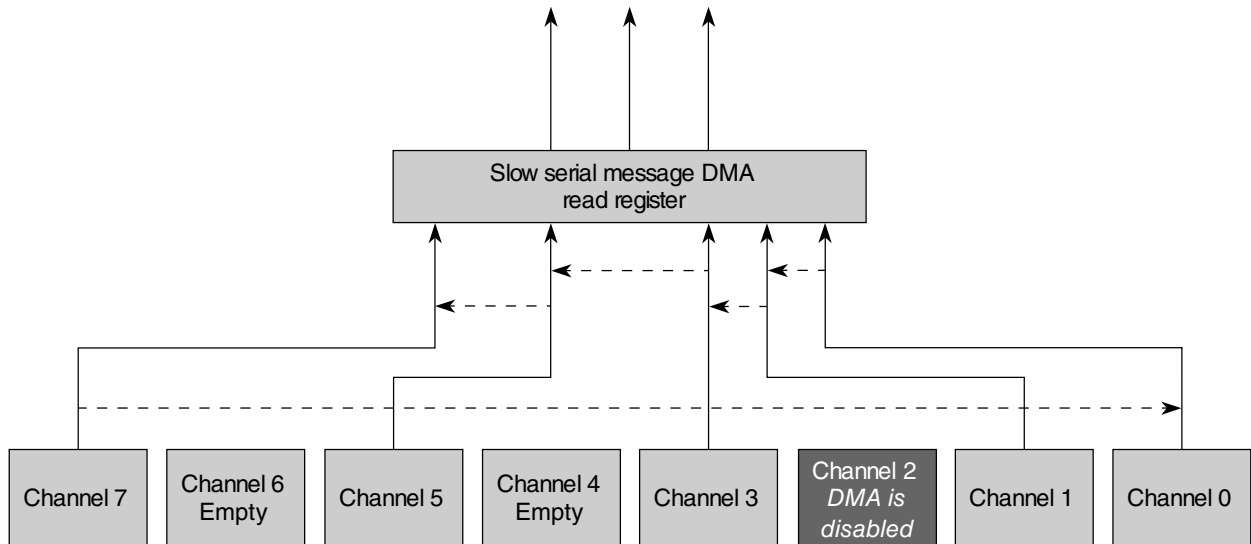 Slow serial message DMA
read register
Channel 7
Channel 6
Empty
Channel 5
Channel 4
Empty
Channel 3
Channel 2
DMA is
disabled
Channel 1
Channel 0